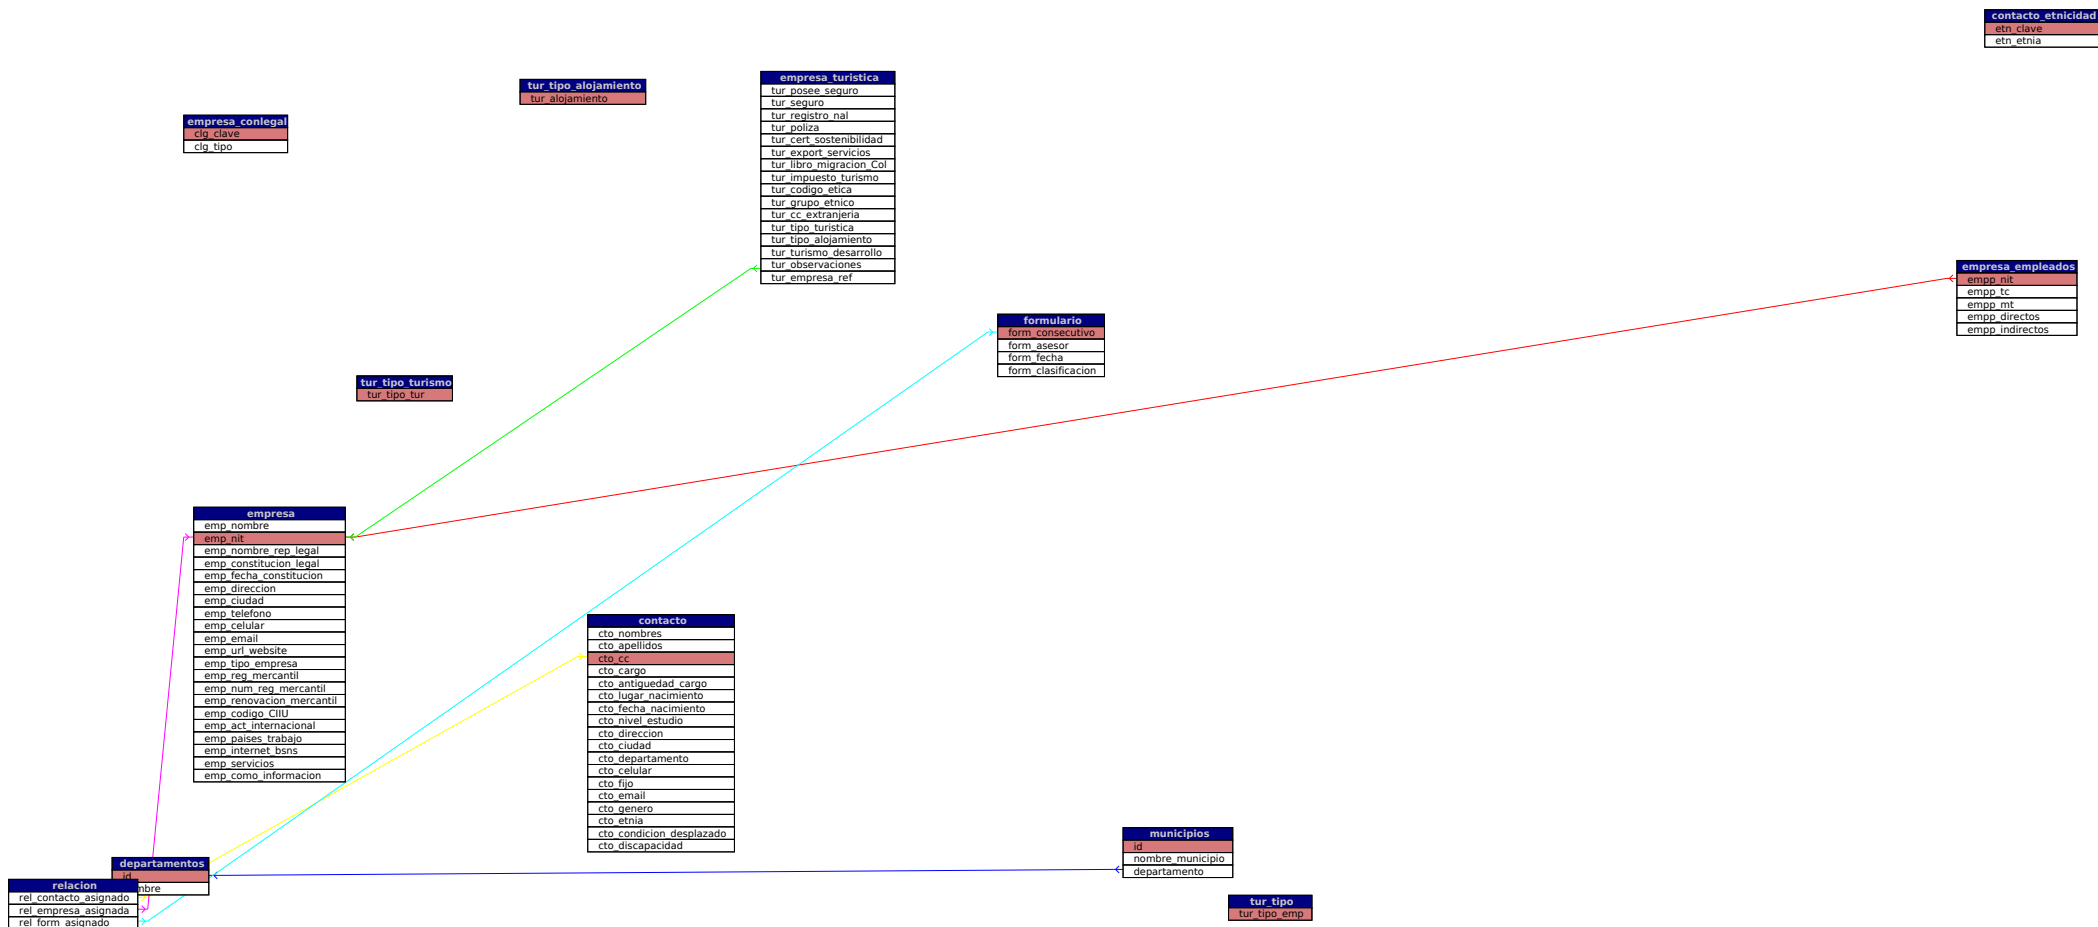 contacto_etnicidad
etn_clave
etn_etnia
tur_tipo_alojamiento
tur_alojamiento
empresa_conlegal
clg_clave
clg_tipo
empresa_turistica
tur_posee_seguro
tur_seguro
tur_registro_nal
tur_poliza
tur_cert_sostenibilidad
tur_export_servicios
tur_libro_migracion_Col
tur_impuesto_turismo
tur_codigo_etica
tur_grupo_etnico
tur_cc_extranjeria
tur_tipo_turistica
tur_tipo_alojamiento
tur_turismo_desarrollo
tur_observaciones
tur_empresa_ref
empresa_empleados
empp_nit
empp_tc
empp_mt
empp_directos
empp_indirectos
formulario
form_consecutivo
form_asesor
form_fecha
form_clasificacion
tur_tipo_turismo
tur_tipo_tur
empresa
emp_nombre
emp_nit
emp_nombre_rep_legal
emp_constitucion_legal
emp_fecha_constitucion
emp_direccion
emp_ciudad
emp_telefono
emp_celular
emp_email
emp_url_website
emp_tipo_empresa
emp_reg_mercantil
emp_num_reg_mercantil
emp_renovacion_mercantil
emp_codigo_CIIU
emp_act_internacional
emp_paises_trabajo
emp_internet_bsns
emp_servicios
emp_como_informacion
contacto
cto_nombres
cto_apellidos
cto_cc
cto_cargo
cto_antiguedad_cargo
cto_lugar_nacimiento
cto_fecha_nacimiento
cto_nivel_estudio
cto_direccion
cto_ciudad
cto_departamento
cto_celular
cto_fijo
cto_email
cto_genero
cto_etnia
cto_condicion_desplazado
cto_discapacidad
municipios
id
nombre_municipio
departamento
departamentos
id
mbre
relacion
rel_contacto_asignado
rel_empresa_asignada
rel_form_asignado
tur_tipo
tur_tipo_emp